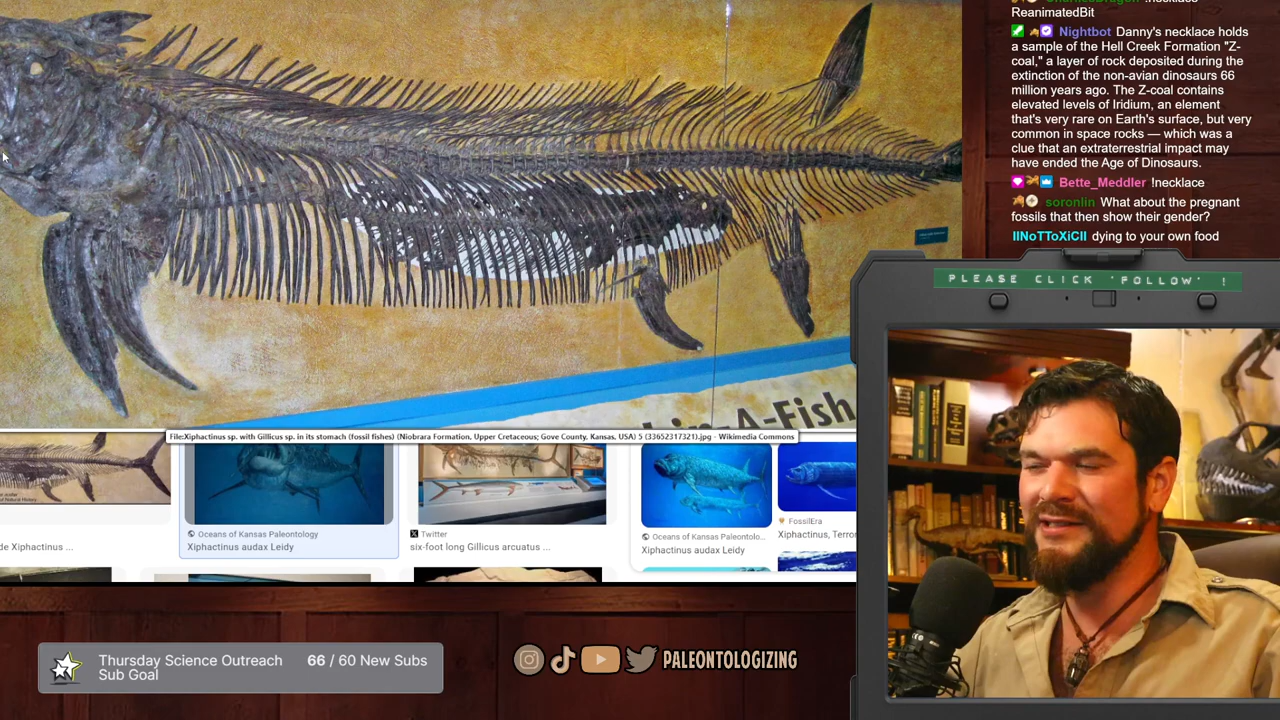 !necklace
ReanimatedBit
Nightbot Danny's necklace holds
a sample of the Hell Creek Formation "Z-
coal," a layer of rock deposited during the
extinction of the non-avian dinosaurs 66
million years ago. The Z-coal contains
elevated levels of Iridium, an element
that's very rare on Earth's surface, but very
common in space rocks — which was a
clue that an extraterrestrial impact may
have ended the Age of Dinosaurs.
Bette_Meddler !necklace
soronlin What about the pregnant
fossils that then show their gender?
IINoTToXiCII dying to your own food
PLEASE CLICK 'FOLLOW' !
-A-Fish
File:Xiphactinus sp. with Gillicus sp. in its stomach (fossil fishes) (Niobrara Formation, Upper Cretaceous; Gove County, Kansas, USA) 5 (33652317321).jpg - Wikimedia Commons
of Natural History
de Xiphactinus ...
Oceans of Kansas Paleontology
Xiphactinus audax Leidy
Twitter
six-foot long Gillicus arcuatus ...
Oceans of Kansas Paleontolo...
Xiphactinus audax Leidy
FossilEra
Xiphactinus, Terro
Thursday Science Outreach
Sub Goal
66 / 60 New Subs
PALEONTOLOGIZING